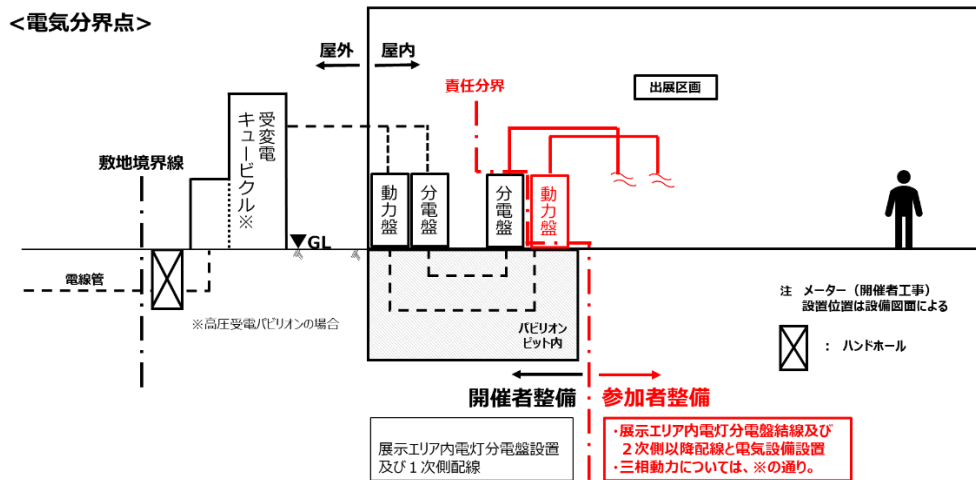 <電気分界点>
屋外
屋内
責任分界
出展区画
受変電
キュービクル※
敷地境界線
動力盤
分電盤
分電盤
動力盤
GL
電線管
※高圧受電パビリオンの場合
パビリオン
ピット内
注 メーター（開催者工事）
設置位置は設備図面による
： ハンドホール
開催者整備
参加者整備
展示エリア内電灯分電盤設置
及び１次側配線
・展示エリア内電灯分電盤結線及び
２次側以降配線と電気設備設置
・三相動力については、※の通り。